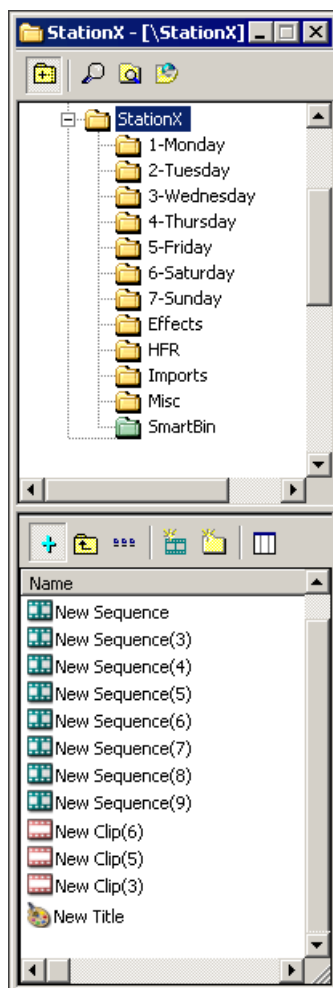 StationX - [\StationX]
StationX
1-Monday
2-Tuesday
3-Wednesday
4-Thursday
5-Friday
6-Saturday
7-Sunday
Effects
HFR
Imports
Misc
SmartBin
Name
New Sequence
New Sequence(3)
New Sequence(4)
New Sequence(5)
New Sequence(6)
New Sequence(7)
New Sequence(8)
New Sequence(9)
New Clip(6)
New Clip(5)
New Clip(3)
New Title